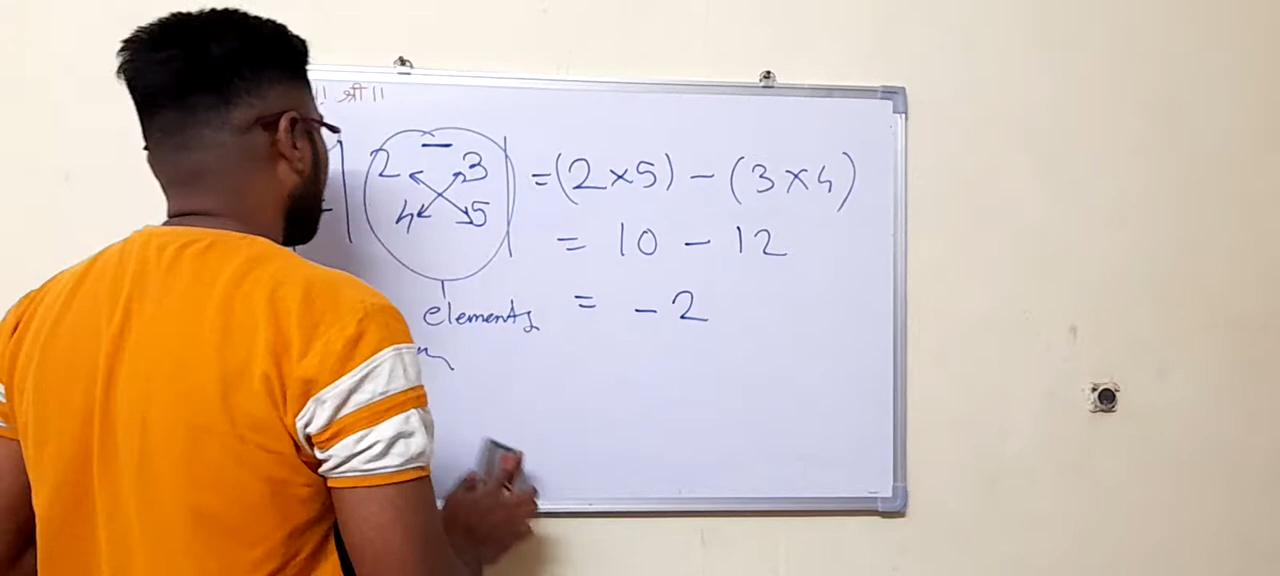 ॥ श्री ॥
| 2 3 | = (2 × 5) − (3 × 4)
4 5
= 10 − 12
elements
= − 2